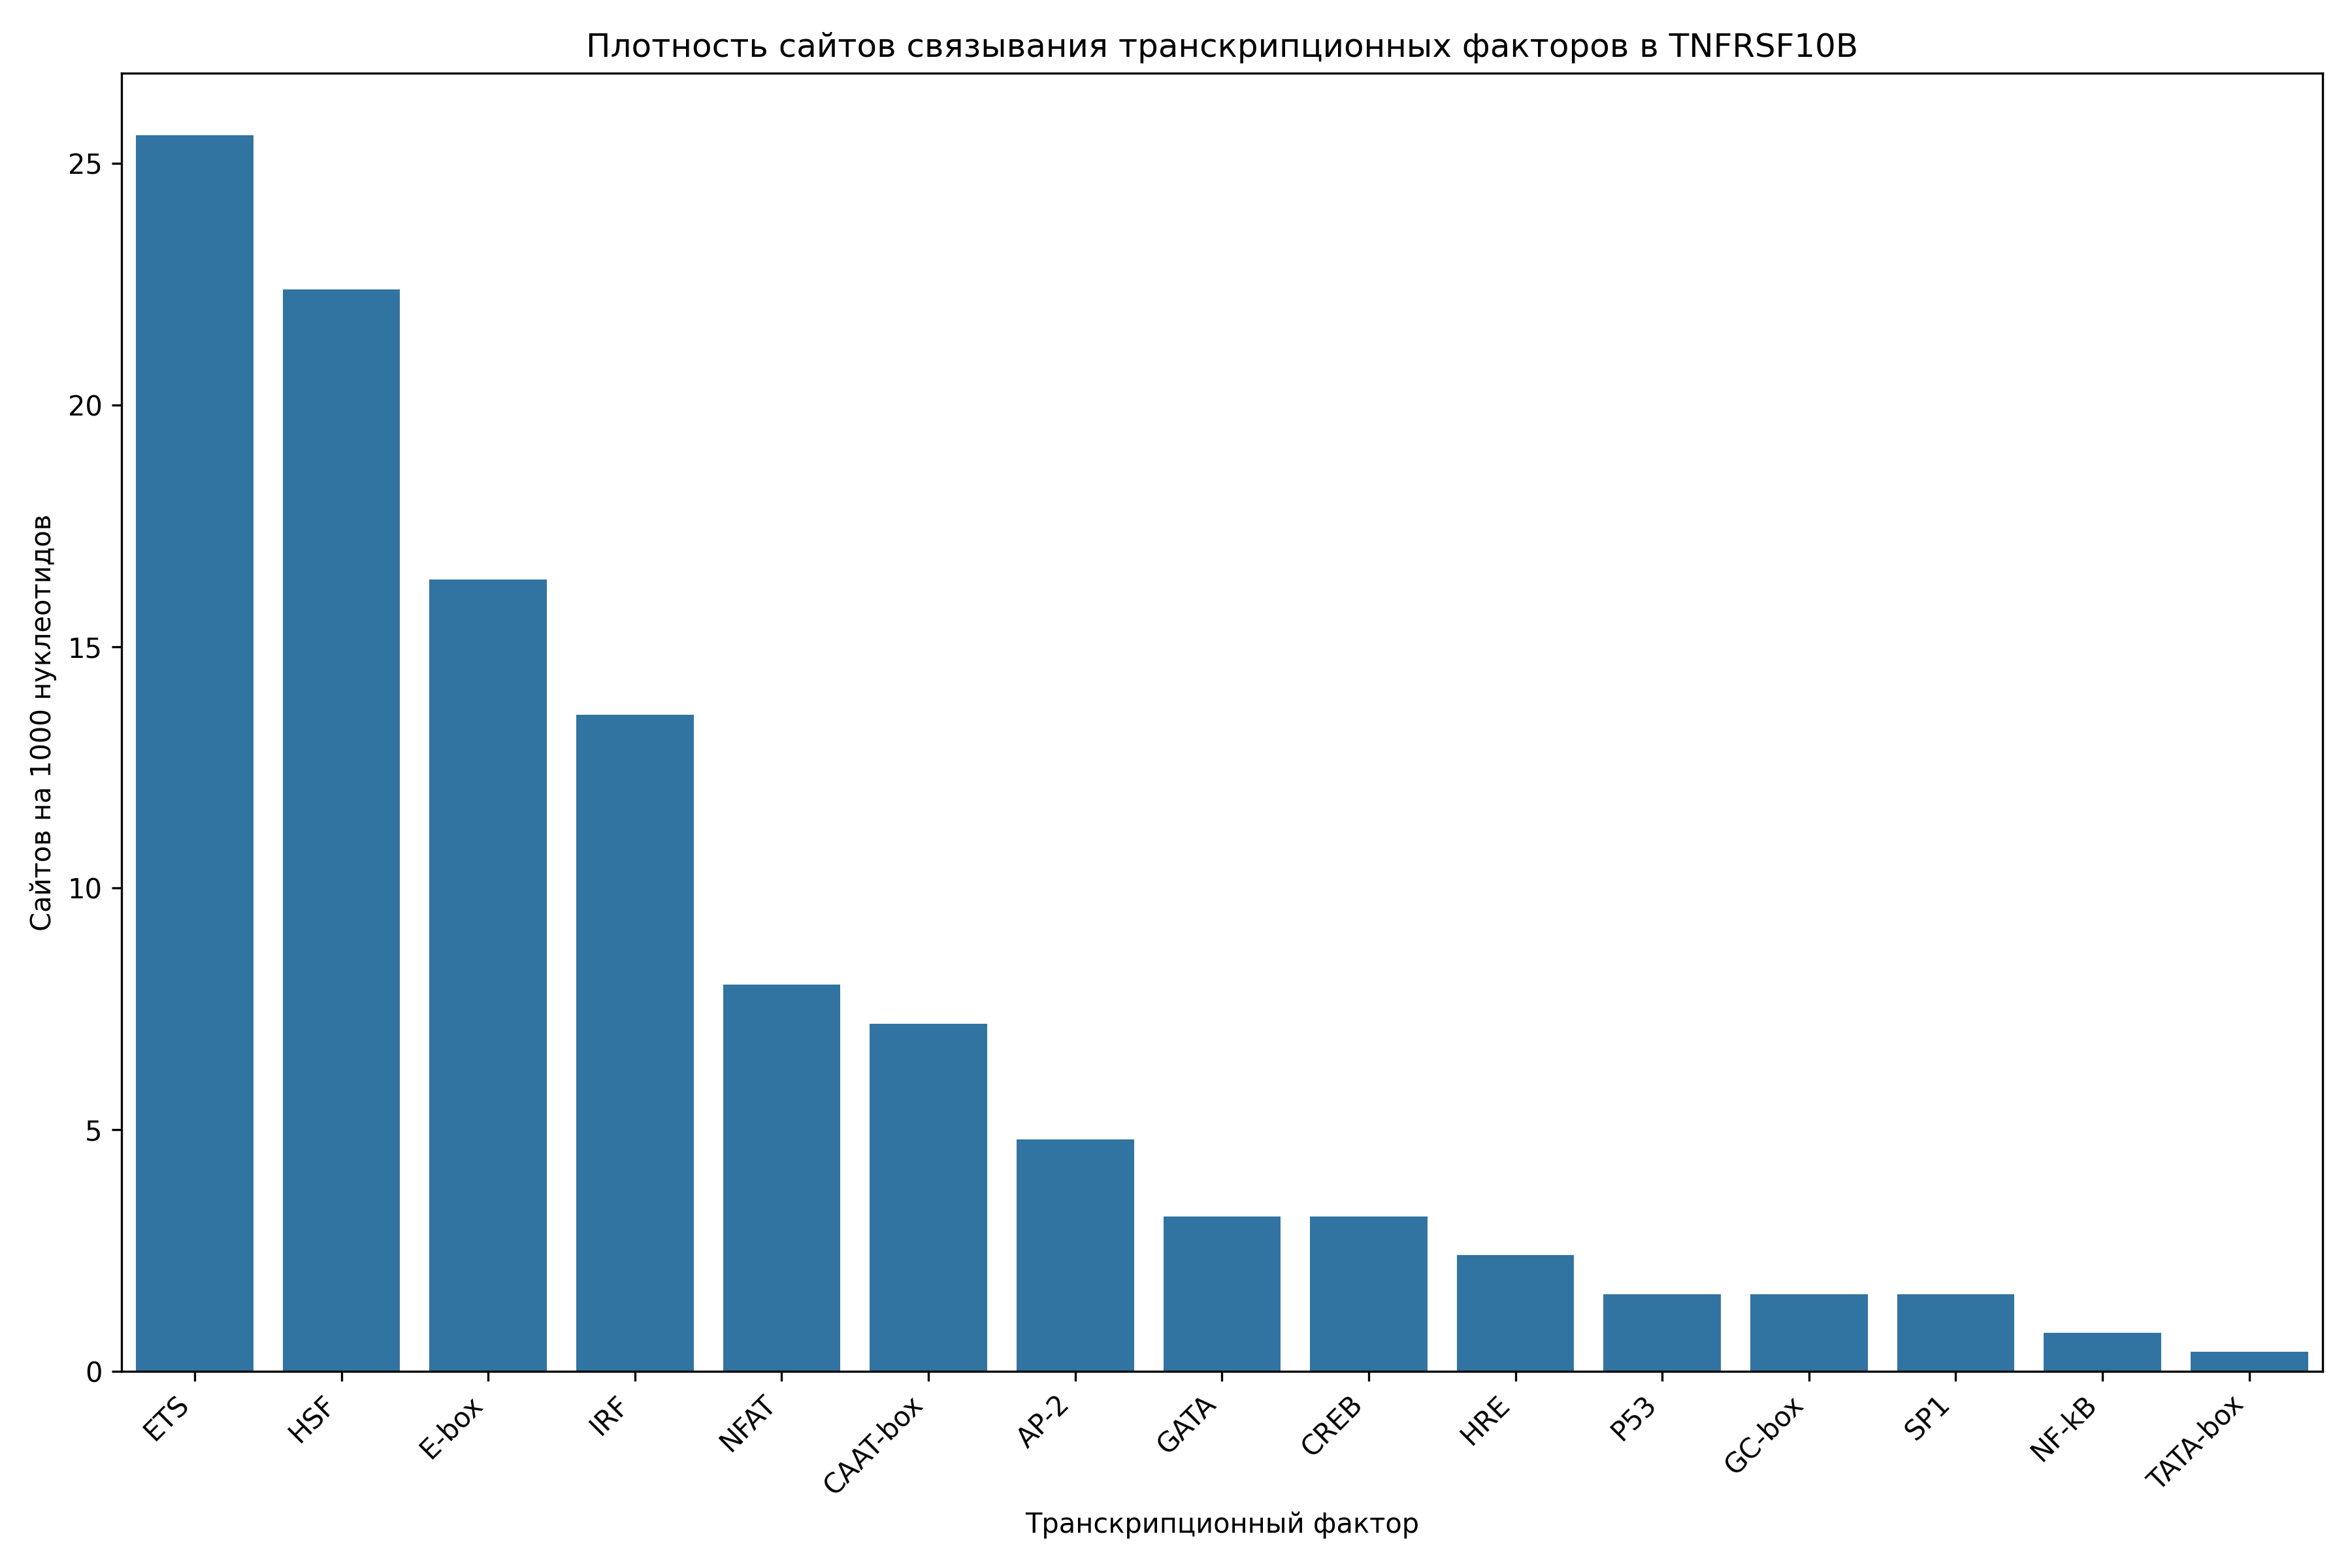 Плотность сайтов связывания транскрипционных факторов в TNFRSF10B
Сайтов на 1000 нуклеотидов
25
20
15
10
5
0
ETS
HSF
E-box
IRF
NFAT
CAAT-box
AP-2
GATA
CREB
HRE
P53
GC-box
SP1
NF-kB
TATA-box
Транскрипционный фактор